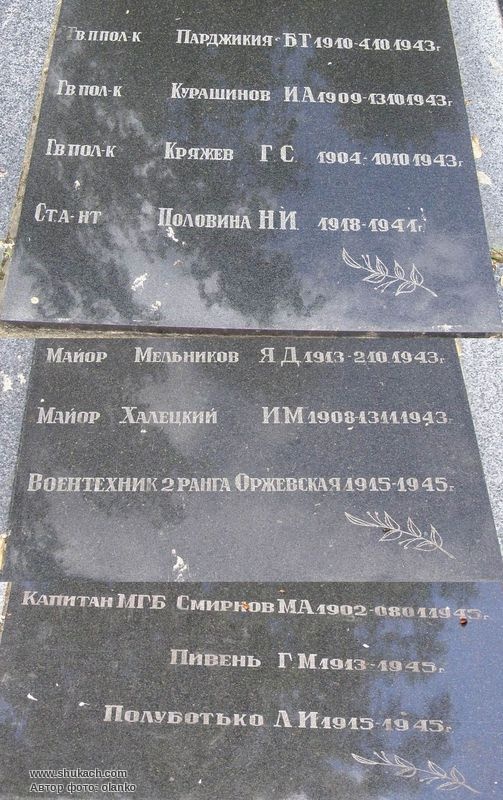 Гв.п.пол-к Парджикия Б Т 1910-4.10.1943г
Гв пол-к Курашинов И А 1909-13.10.1943г
Гв.пол-к Кряжев Г С. 1904-10.10.1943г
Ст.л-нт Половина Н.И. 1918-1941г
Майор Мельников Я Д 1913-2.10.1943г.
Майор Халецкий И М 1908-13.11.1943г.
Воентехник 2 ранга Оржевская 1915-1945г.
Капитан МГБ Смирнов М А 1902-08.01.1945г.
Пивень Г М 1913-1945г.
Полуботько Л И 1915-1945г.
www.shukach.com
Автор фото: olanko